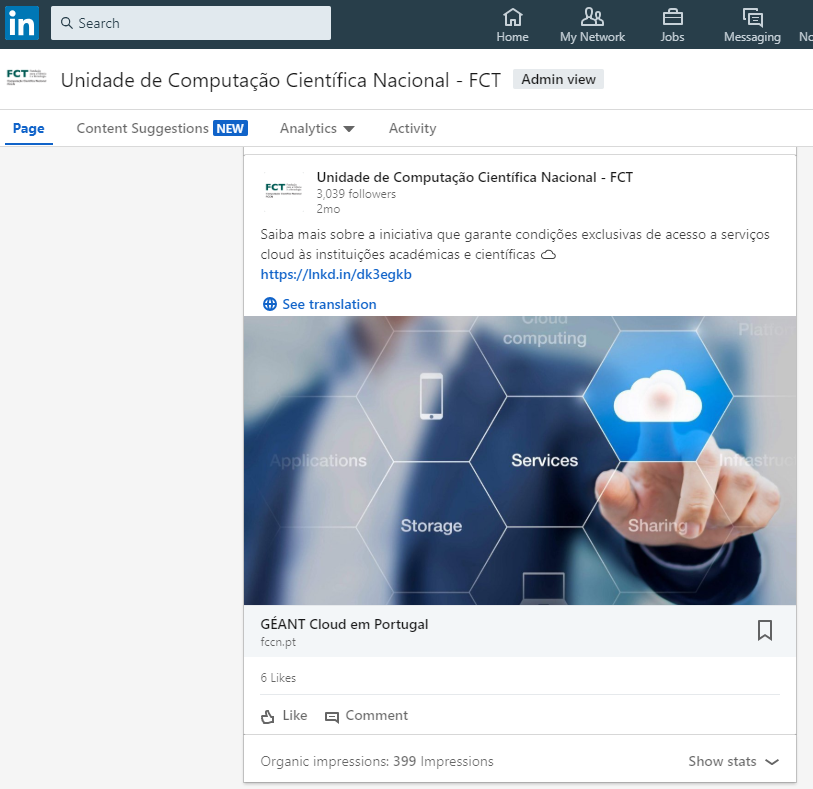 in Search
Home My Network Jobs Messaging No
FCT Unidade de Computação Científica Nacional - FCT Admin view
Page Content Suggestions NEW Analytics Activity
FCT
Unidade de Computação Científica Nacional - FCT
3,039 followers
2mo
Saiba mais sobre a iniciativa que garante condições exclusivas de acesso a serviços
cloud às instituições académicas e científicas
https://lnkd.in/dk3egkb
See translation
Cloud
computing
Platfo
Applications
Services
Infrastruc
Storage
Sharing
GÉANT Cloud em Portugal
fccn.pt
6 Likes
Like Comment
Organic impressions: 399 Impressions Show stats